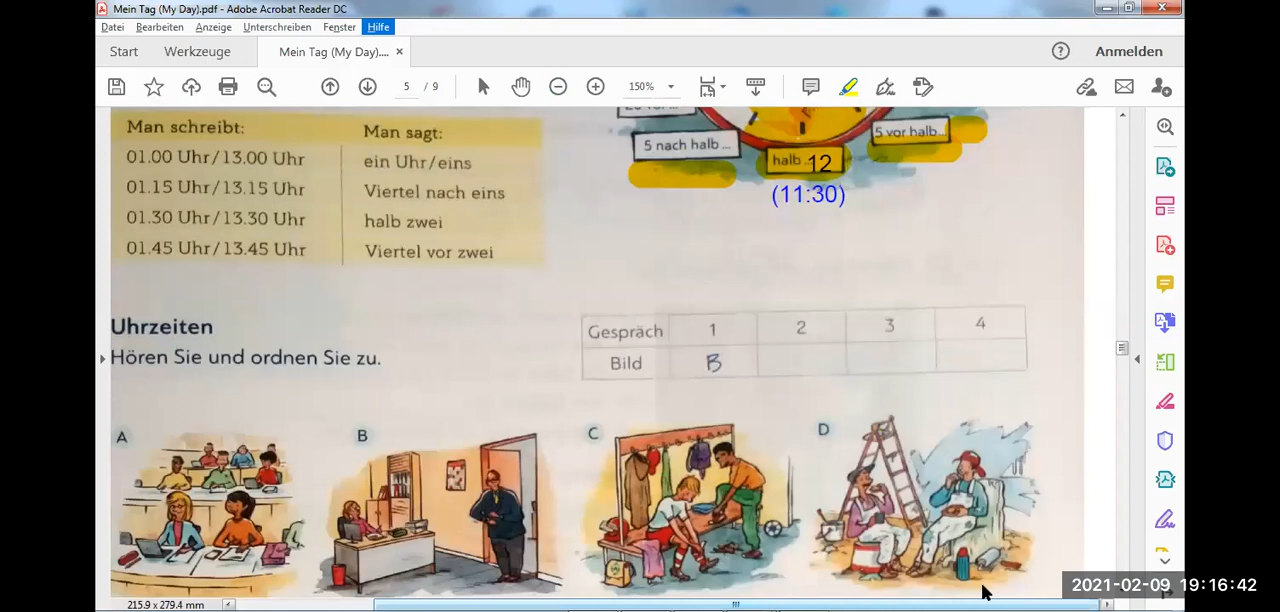 Mein Tag (My Day).pdf - Adobe Acrobat Reader DC
Datei Bearbeiten Anzeige Unterschreiben Fenster Hilfe
Start Werkzeuge Mein Tag (My Day).... × Anmelden
5 / 9 150%
Man schreibt: Man sagt:
01.00 Uhr/13.00 Uhr ein Uhr/eins
01.15 Uhr/13.15 Uhr Viertel nach eins
01.30 Uhr/13.30 Uhr halb zwei
01.45 Uhr/13.45 Uhr Viertel vor zwei
5 nach halb ...
halb ... 12
5 vor halb...
(11:30)
Uhrzeiten
Hören Sie und ordnen Sie zu.
Gespräch 1 2 3 4
Bild B
A B C D
215.9 x 279.4 mm
2021-02-09 19:16:42